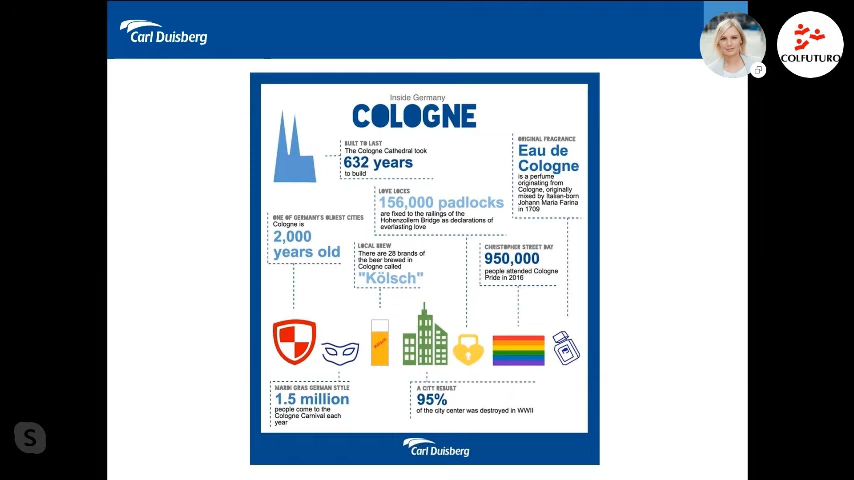 Carl Duisberg
COLFUTURO
Inside Germany
COLOGNE
BUILT TO LAST
The Cologne Cathedral took
632 years
to build
ORIGINAL FRAGRANCE
Eau de
Cologne
is a perfume
originating from
Cologne, originally
mixed by Italian-born
Johann Maria Farina
in 1709
LOVE LOCKS
156,000 padlocks
are fixed to the railings of the
Hohenzollern Bridge as declarations of
everlasting love
ONE OF GERMANY'S OLDEST CITIES
Cologne is
2,000
years old
LOCAL BREW
There are 28 brands of
the beer brewed in
Cologne called
"Kölsch"
CHRISTOPHER STREET DAY
950,000
people attended Cologne
Pride in 2016
Kölsch
MARDI GRAS GERMAN STYLE
1.5 million
people come to the
Cologne Carnival each
year
A CITY REBUILT
95%
of the city center was destroyed in WWII
Carl Duisberg
S